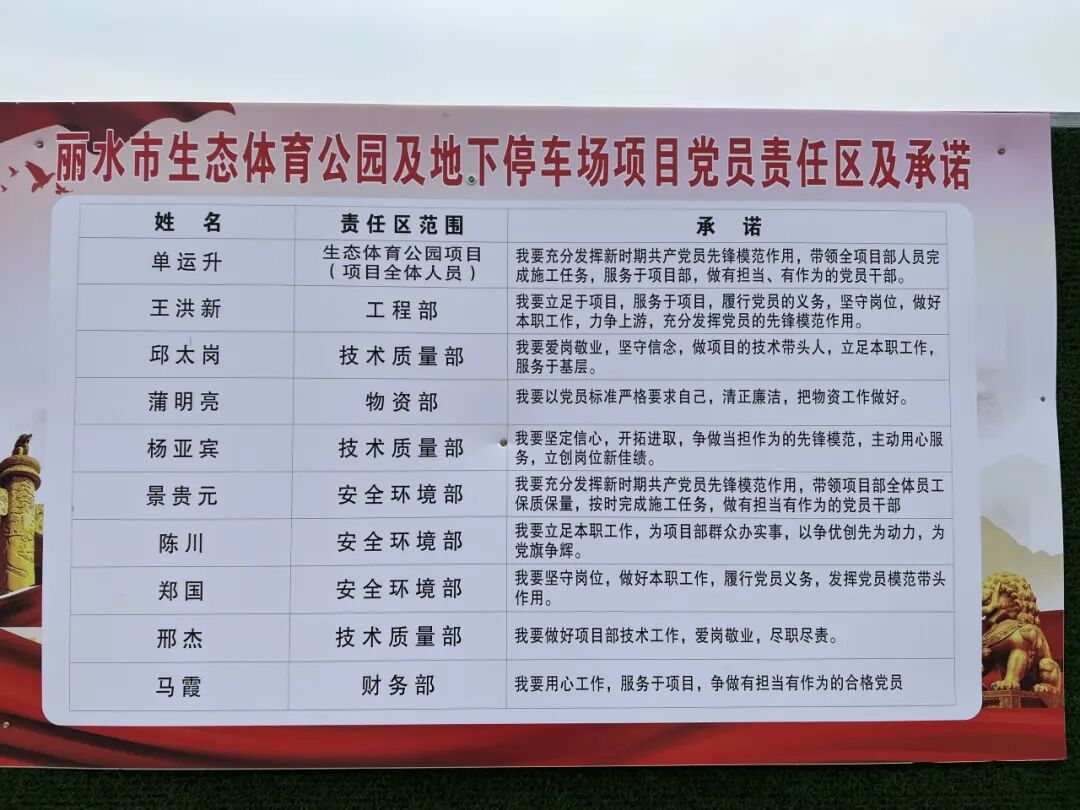 丽水市生态体育公园及地下停车场项目党员责任区及承诺
姓 名 责任区范围 承 诺
单运升
生态体育公园项目
（项目全体人员）
我要充分发挥新时期共产党员先锋模范作用，带领全项目部人员完
成施工任务，服务于项目部，做有担当、有作为的党员干部。
王洪新
工程部
我要立足于项目，服务于项目，履行党员的义务，坚守岗位，做好
本职工作，力争上游，充分发挥党员的先锋模范作用。
邱太岗
技术质量部
我要爱岗敬业，坚守信念，做项目的技术带头人，立足本职工作，
服务于基层。
蒲明亮
物资部
我要以党员标准严格要求自己，清正廉洁，把物资工作做好。
杨亚宾
技术质量部
我要坚定信心，开拓进取，争做当担作为的先锋模范，主动用心服
务，立创岗位新佳绩。
景贵元
安全环境部
我要充分发挥新时期共产党员先锋模范作用，带领项目部全体员工
保质保量，按时完成施工任务，做有担当有作为的党员干部
陈川
安全环境部
我要立足本职工作，为项目部群众办实事，以争优创先为动力，为
党旗争辉。
郑国
安全环境部
我要坚守岗位，做好本职工作，履行党员义务，发挥党员模范带头
作用。
邢杰
技术质量部
我要做好项目部技术工作，爱岗敬业，尽职尽责。
马霞
财务部
我要用心工作，服务于项目，争做有担当有作为的合格党员